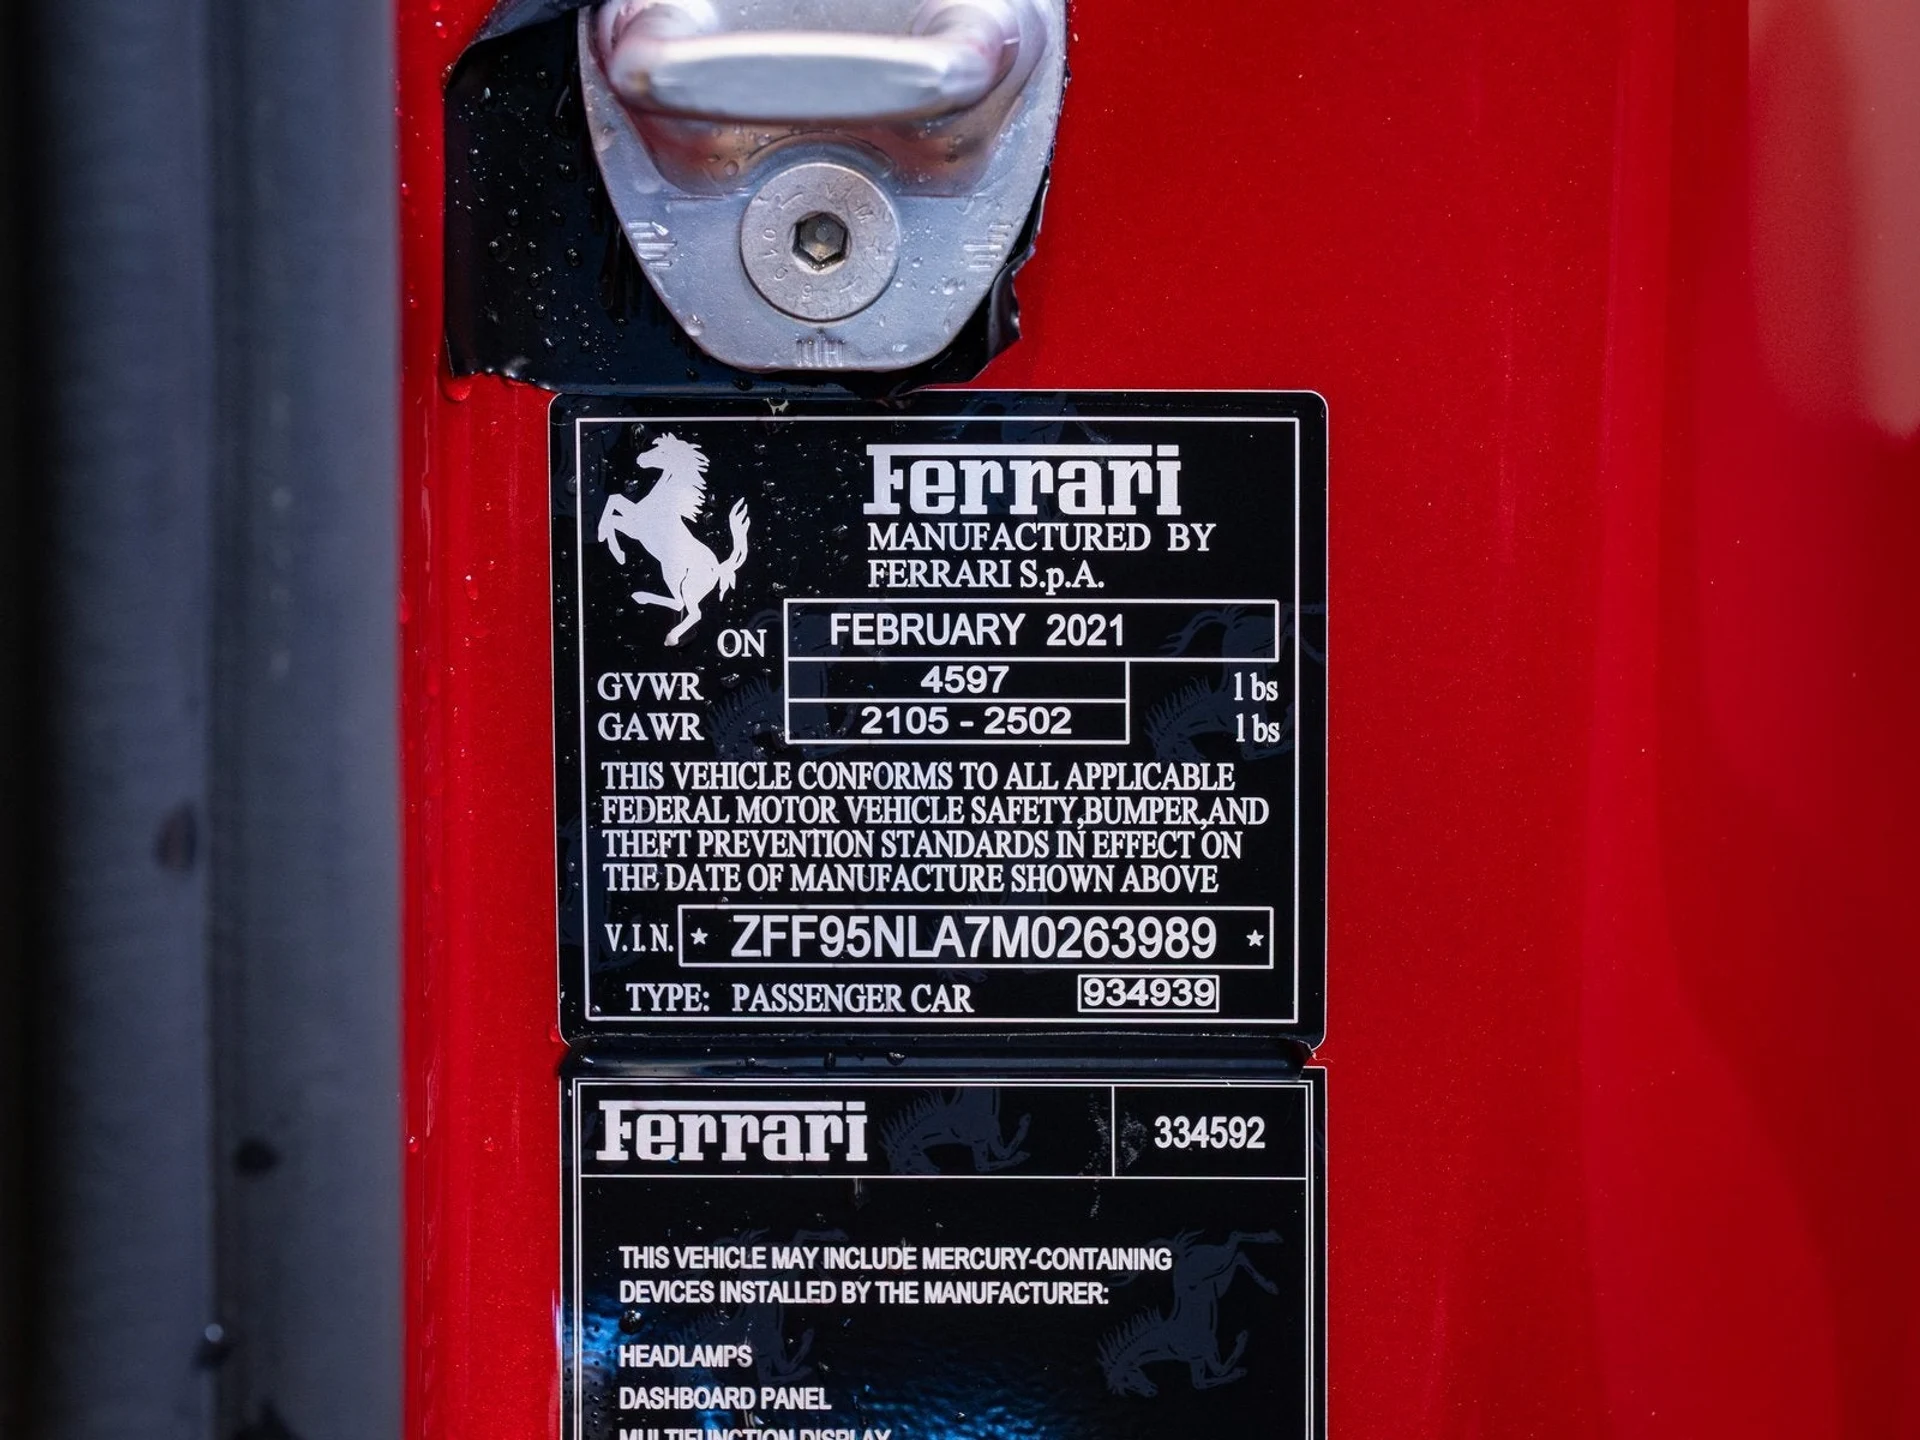 Ferrari
MANUFACTURED BY
FERRARI S.p.A.
ON FEBRUARY 2021
GVWR 4597 lbs
GAWR 2105 - 2502 lbs
THIS VEHICLE CONFORMS TO ALL APPLICABLE
FEDERAL MOTOR VEHICLE SAFETY,BUMPER,AND
THEFT PREVENTION STANDARDS IN EFFECT ON
THE DATE OF MANUFACTURE SHOWN ABOVE
V.I.N. ★ ZFF95NLA7M0263989 ★
TYPE: PASSENGER CAR 934939
Ferrari 334592
THIS VEHICLE MAY INCLUDE MERCURY-CONTAINING
DEVICES INSTALLED BY THE MANUFACTURER:
HEADLAMPS
DASHBOARD PANEL
MULTIFUNCTION DISPLAY